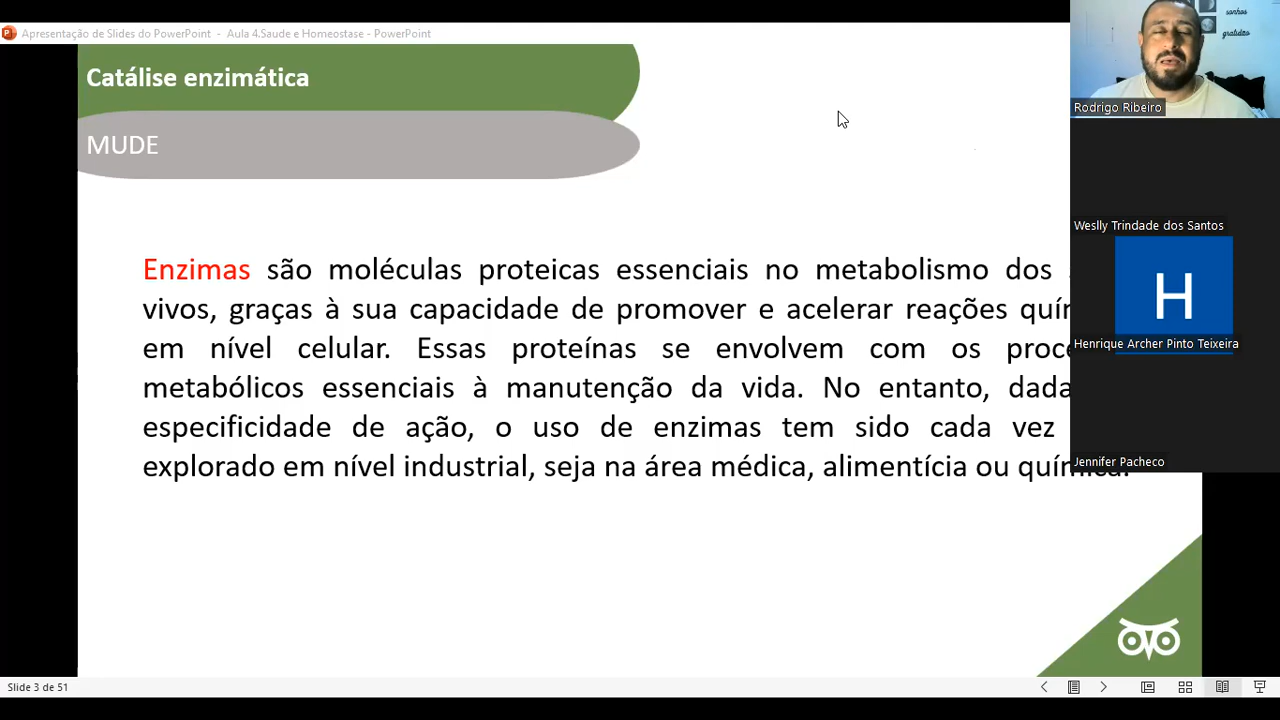 Apresentação de Slides do PowerPoint - Aula 4.Saude e Homeostase - PowerPoint
sonhos
gratidão
Catálise enzimática
Rodrigo Ribeiro
MUDE
Weslly Trindade dos Santos
Enzimas são moléculas proteicas essenciais no metabolismo dos
vivos, graças à sua capacidade de promover e acelerar reações quím
em nível celular. Essas proteínas se envolvem com os proce
metabólicos essenciais à manutenção da vida. No entanto, dada
especificidade de ação, o uso de enzimas tem sido cada vez
explorado em nível industrial, seja na área médica, alimentícia ou química.
H
Henrique Archer Pinto Teixeira
Jennifer Pacheco
Slide 3 de 51